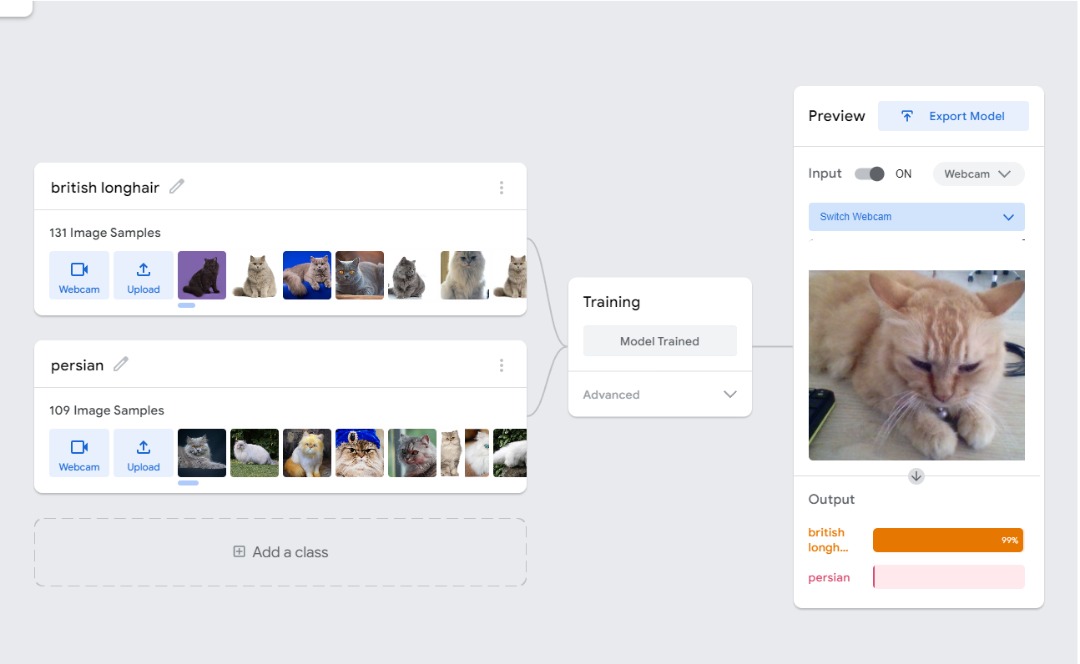 british longhair
131 Image Samples
Webcam
Upload
persian
109 Image Samples
Webcam
Upload
Add a class
Training
Model Trained
Advanced
Preview
Export Model
Input
ON
Webcam
Switch Webcam
Output
british
longh...
99%
persian